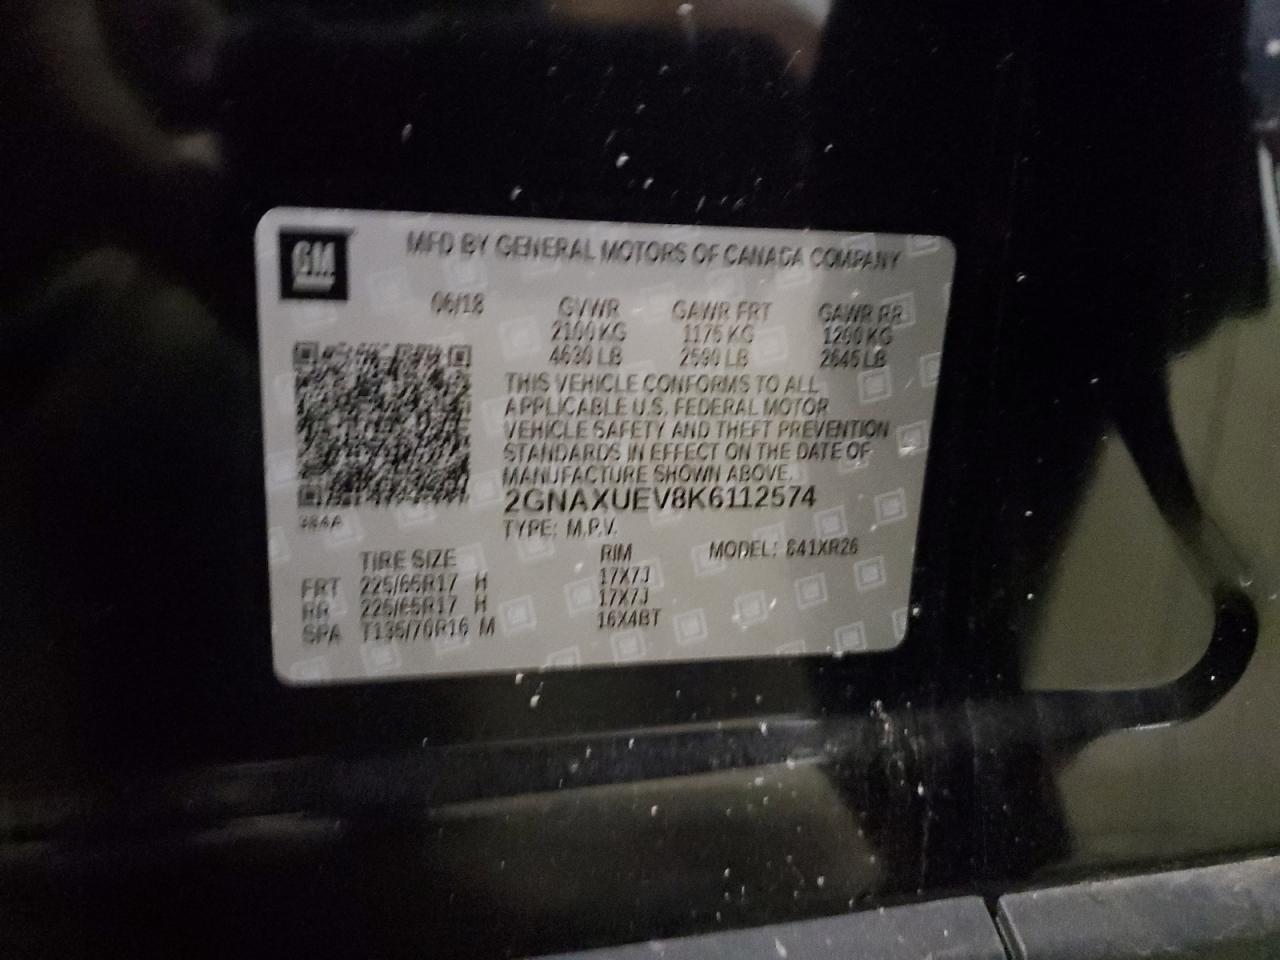 GM
MFD BY GENERAL MOTORS OF CANADA COMPANY
06/18 GVWR GAWR FRT GAWR RR
2100 KG 1175 KG 1200 KG
4630 LB 2590 LB 2645 LB
THIS VEHICLE CONFORMS TO ALL
APPLICABLE U.S. FEDERAL MOTOR
VEHICLE SAFETY AND THEFT PREVENTION
STANDARDS IN EFFECT ON THE DATE OF
MANUFACTURE SHOWN ABOVE.
2GNAXUEV8K6112574
TYPE: M.P.V.
TIRE SIZE RIM MODEL:
FRT 225/65R17 H 17X7J
RR 225/65R17 H 17X7J
SPA T135/70R16 M 16X4BT